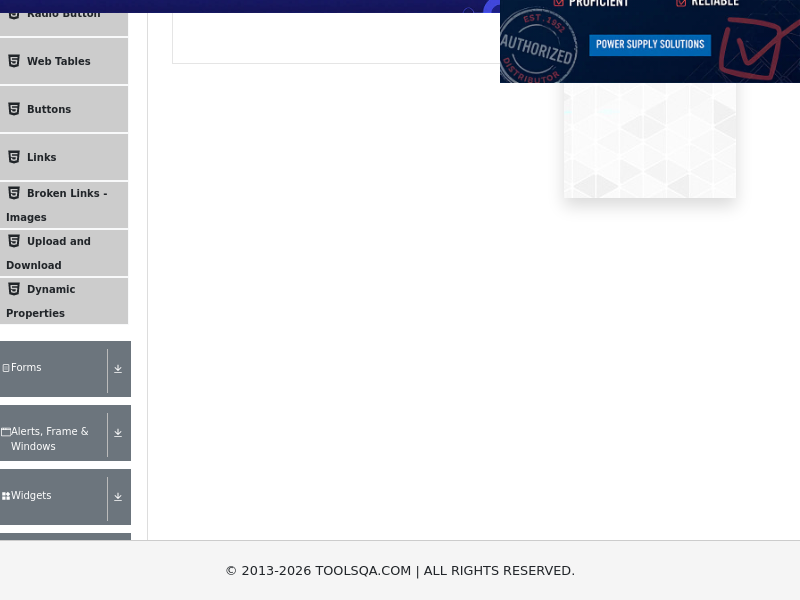 Radio Button
Web Tables
Buttons
Links
Broken Links -
Images
Upload and
Download
Dynamic
Properties
Forms
Alerts, Frame &
Windows
Widgets
PROFICIENT
RELIABLE
EST. 1952
AUTHORIZED
DISTRIBUTOR
POWER SUPPLY SOLUTIONS
© 2013-2026 TOOLSQA.COM | ALL RIGHTS RESERVED.